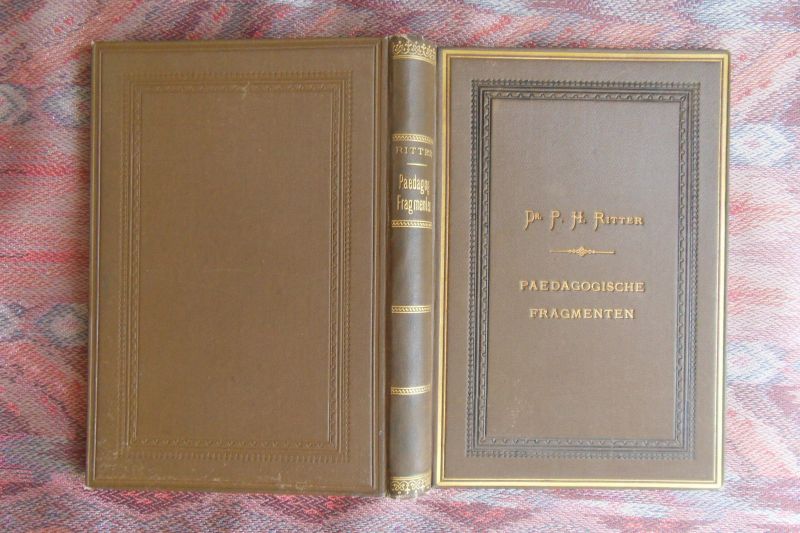 RITTER
Paedagog
Fragmenten
DR. P. H. RITTER
PAEDAGOGISCHE
FRAGMENTEN